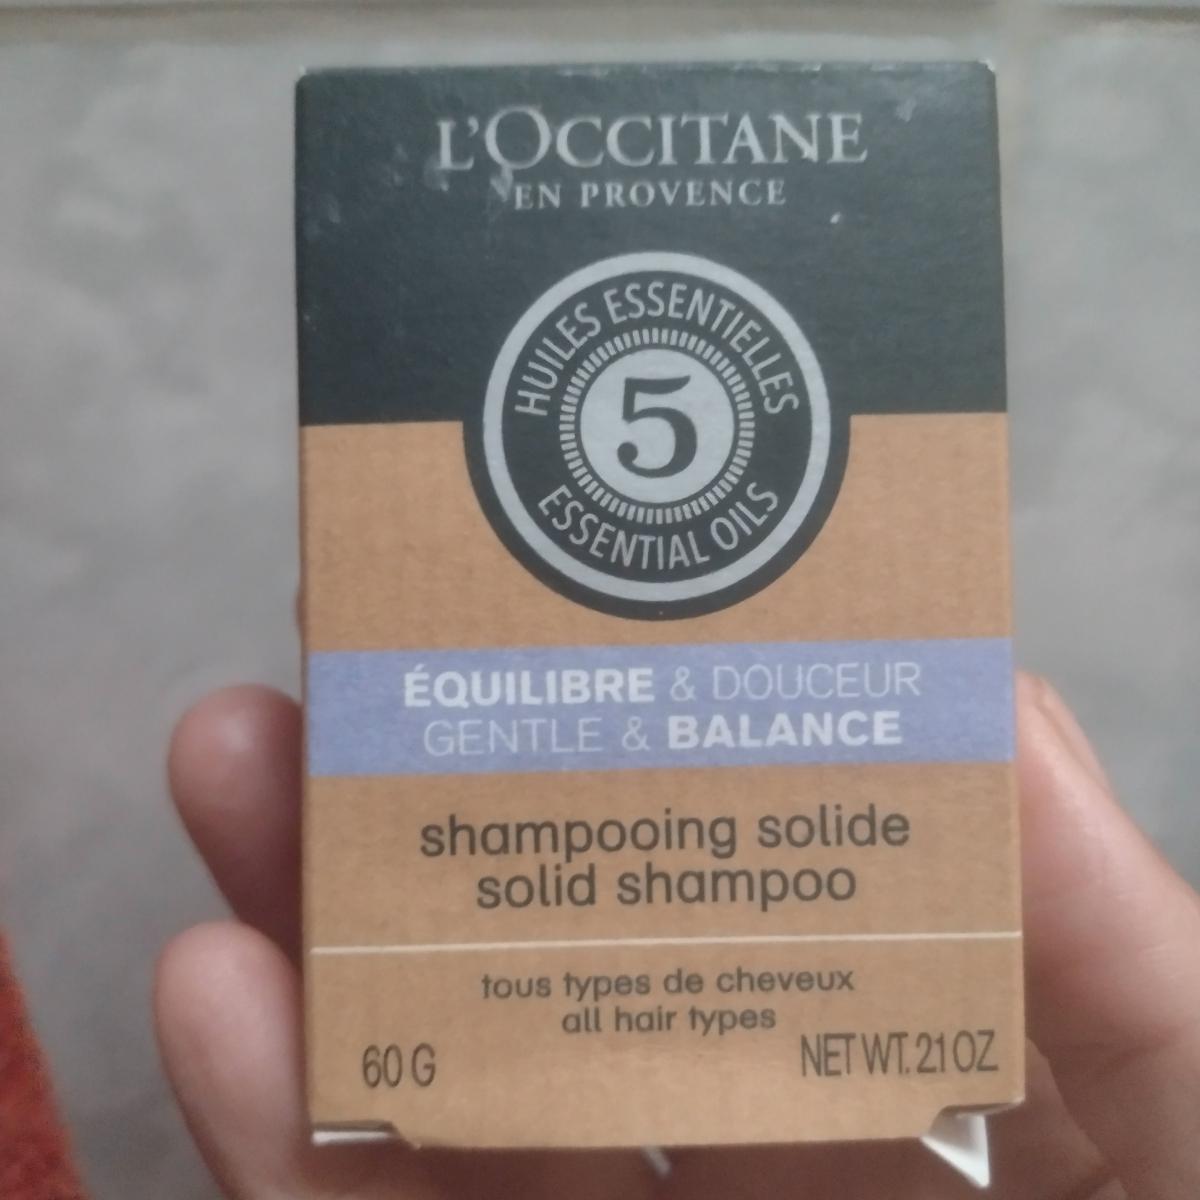 L'OCCITANE
EN PROVENCE
HUILES ESSENTIELLES
5
ESSENTIAL OILS
ÉQUILIBRE & DOUCEUR
GENTLE & BALANCE
shampooing solide
solid shampoo
tous types de cheveux
all hair types
60 G NET WT. 2.1 OZ